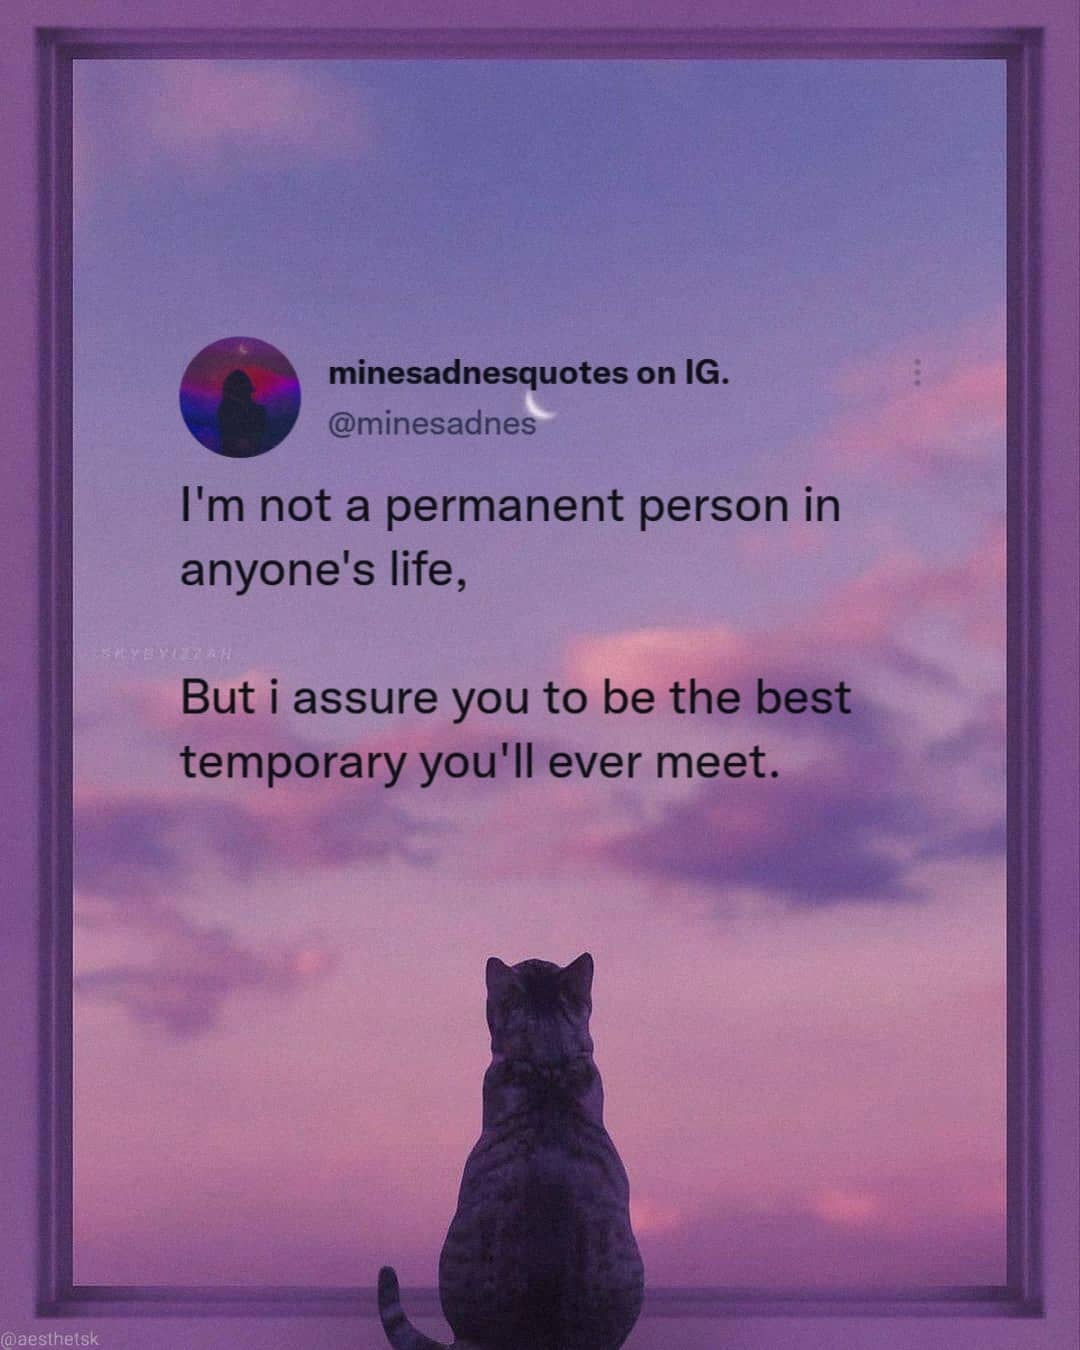 minesadnesquotes on IG.
@minesadnes
I'm not a permanent person in
anyone's life,
SKYBYIZZAH
But i assure you to be the best
temporary you'll ever meet.
@aesthetsk